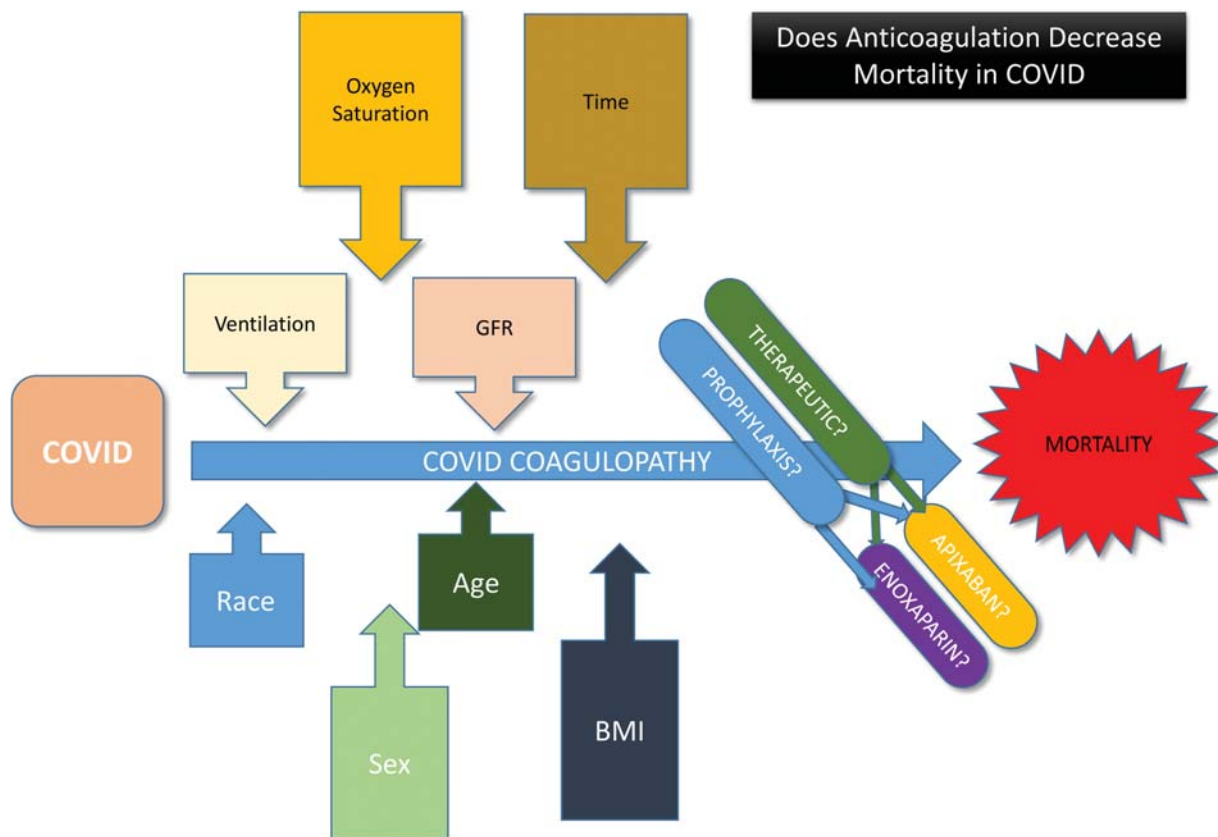 Does Anticoagulation Decrease
Mortality in COVID
Oxygen
Saturation
Time
Ventilation
GFR
THERAPEUTIC?
PROPHYLAXIS?
COVID
COVID COAGULOPATHY
MORTALITY
APIXABAN?
ENOXAPARIN?
Race
Age
Sex
BMI